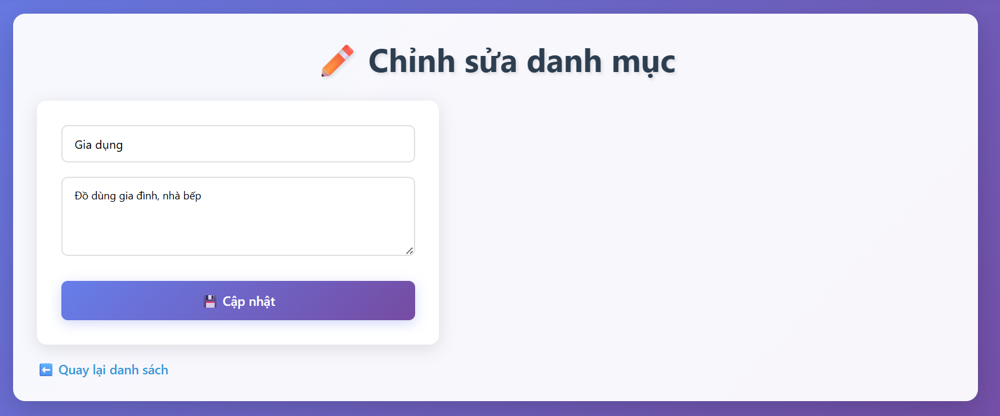 Chỉnh sửa danh mục
Gia dụng
Đồ dùng gia đình, nhà bếp
Cập nhật
Quay lại danh sách